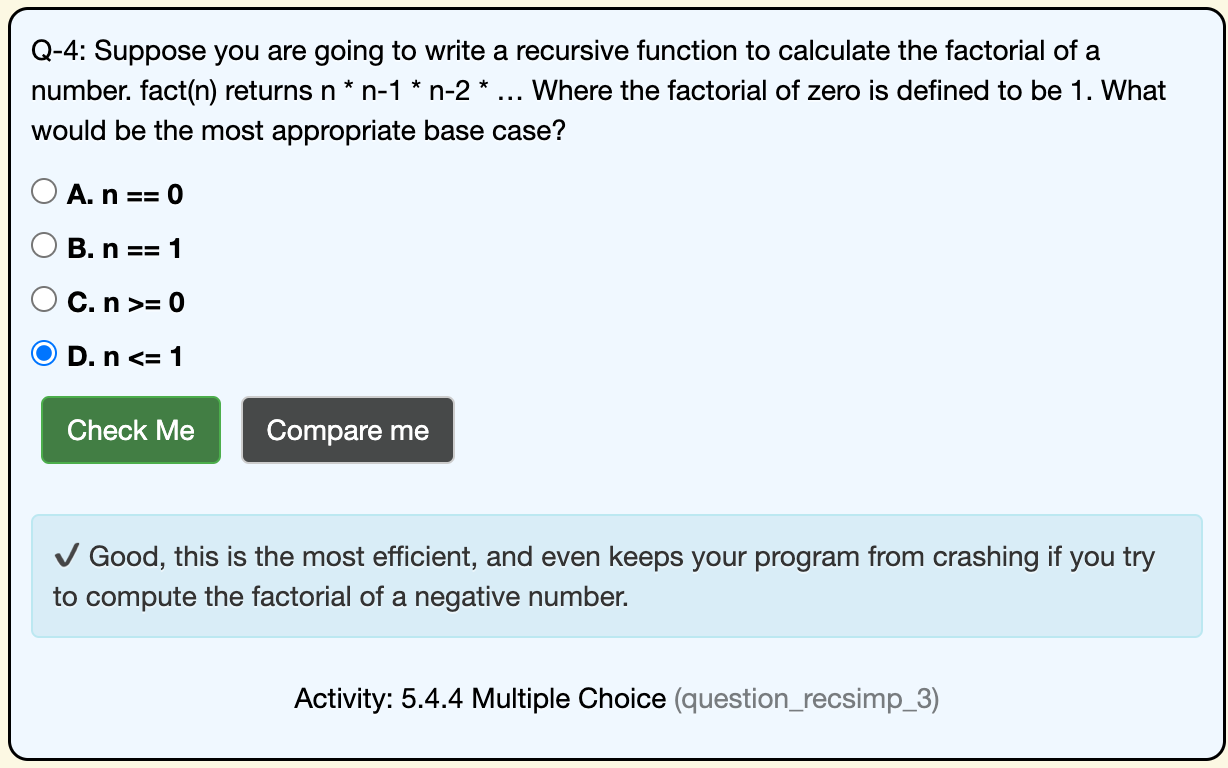 Q-4: Suppose you are going to write a recursive function to calculate the factorial of a
number. fact(n) returns n * n-1 * n-2 * … Where the factorial of zero is defined to be 1. What
would be the most appropriate base case?
A. n == 0
B. n == 1
C. n >= 0
D. n <= 1
Check Me Compare me
✔ Good, this is the most efficient, and even keeps your program from crashing if you try
to compute the factorial of a negative number.
Activity: 5.4.4 Multiple Choice (question_recsimp_3)